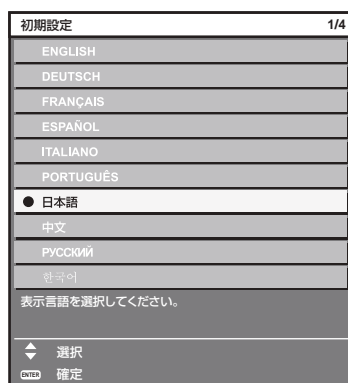 初期設定 1/4
ENGLISH
DEUTSCH
FRANÇAIS
ESPAÑOL
ITALIANO
PORTUGUÊS
日本語
中文
РУССКИЙ
한국어
表示言語を選択してください。
選択
ENTER 確定